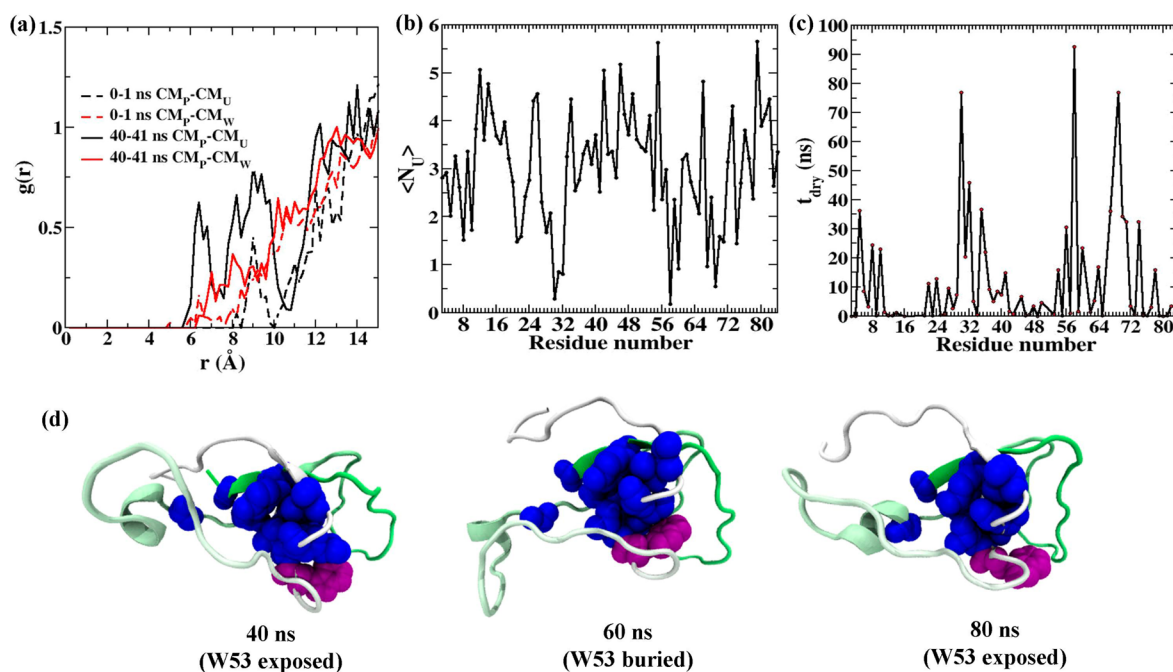 (a)
1.5
1
0.5
0
g(r)
0-1 ns CM_P-CM_U
0-1 ns CM_P-CM_W
40-41 ns CM_P-CM_U
40-41 ns CM_P-CM_W
0 2 4 6 8 10 12 14
r (Å)
(b)
6
5
4
3
2
1
0
<N_U>
8 16 24 32 40 48 56 64 72 80
Residue number
(c)
100
90
80
70
60
50
40
30
20
10
0
t_dry (ns)
8 16 24 32 40 48 56 64 72 80
Residue number
(d)
40 ns
(W53 exposed)
60 ns
(W53 buried)
80 ns
(W53 exposed)